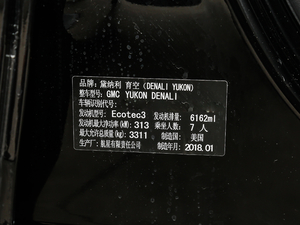 品牌：黛纳利 育空（DENALI YUKON）
整车型号：GMC YUKON DENALI
车辆识别代号：
发动机型号：Ecotec3 发动机排量：6162ml
发动机最大净功率（kW）：313 乘坐人数：7人
最大允许总质量（kg）：3311 制造国：美国
生产厂：航星有限责任公司 制造年月：2018.01